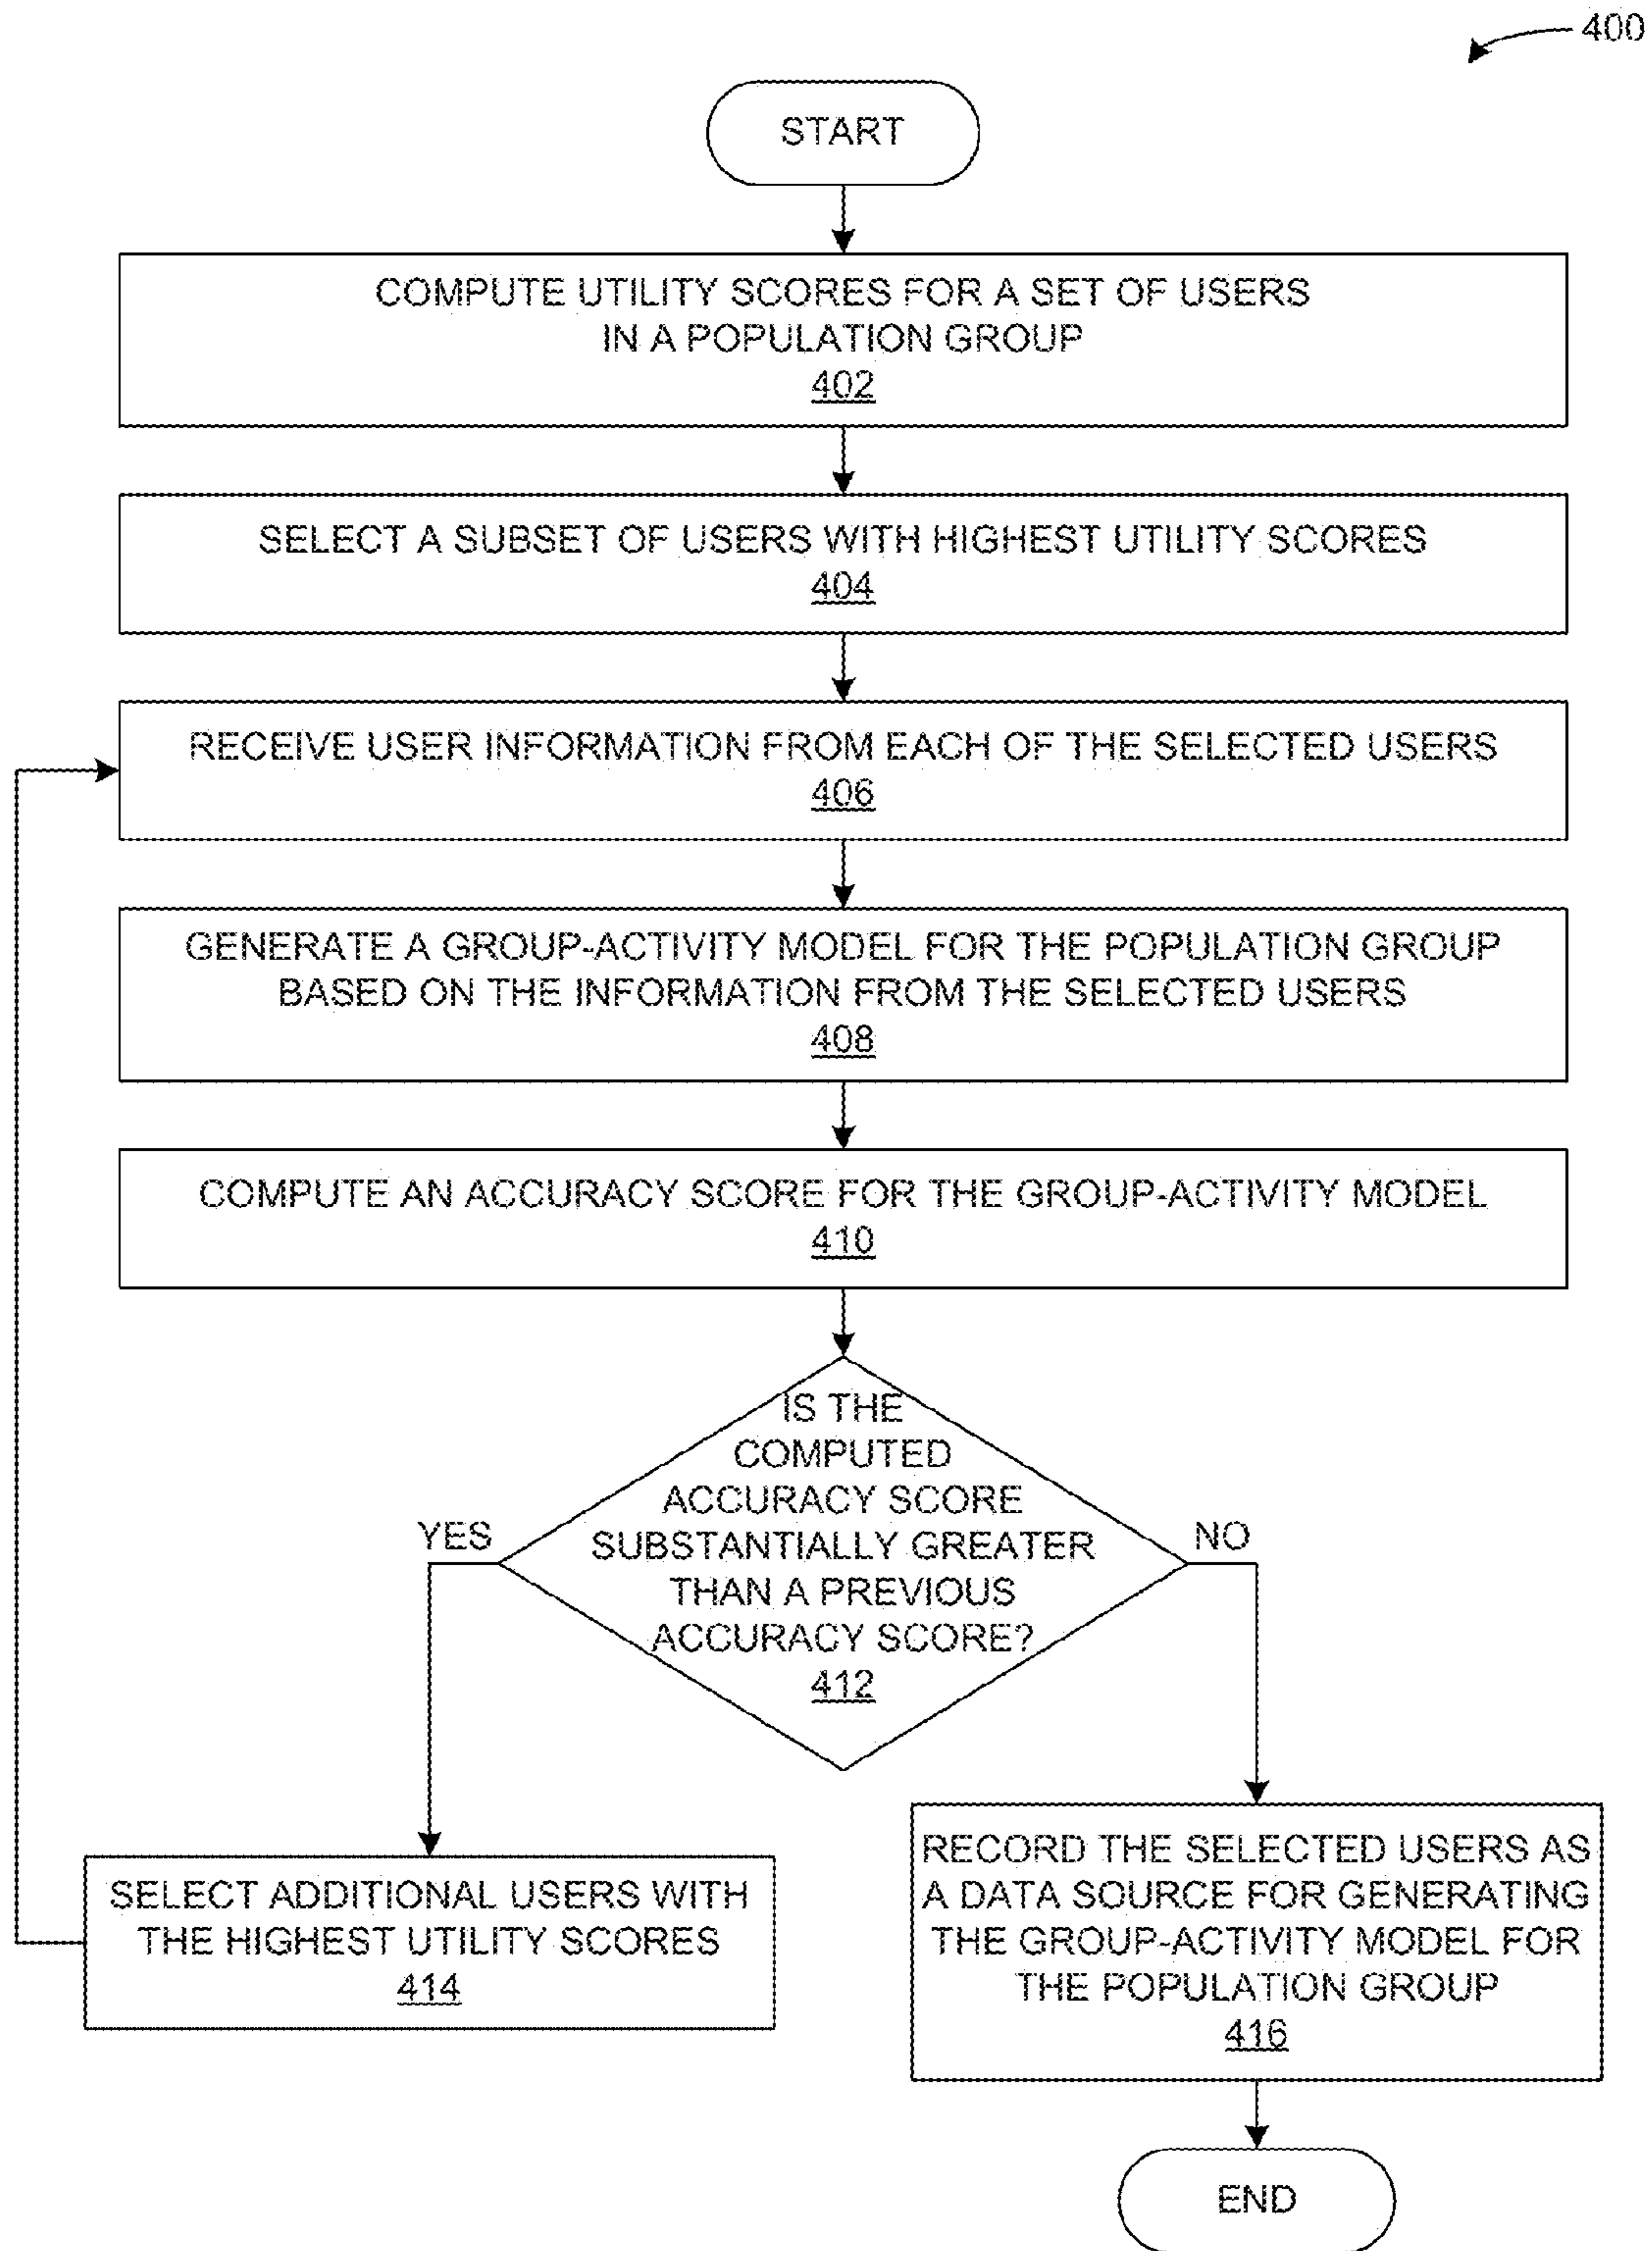 400
START
COMPUTE UTILITY SCORES FOR A SET OF USERS
IN A POPULATION GROUP
402
SELECT A SUBSET OF USERS WITH HIGHEST UTILITY SCORES
404
RECEIVE USER INFORMATION FROM EACH OF THE SELECTED USERS
406
GENERATE A GROUP-ACTIVITY MODEL FOR THE POPULATION GROUP
BASED ON THE INFORMATION FROM THE SELECTED USERS
408
COMPUTE AN ACCURACY SCORE FOR THE GROUP-ACTIVITY MODEL
410
IS THE
COMPUTED
ACCURACY SCORE
SUBSTANTIALLY GREATER
THAN A PREVIOUS
ACCURACY SCORE?
412
YES
NO
SELECT ADDITIONAL USERS WITH
THE HIGHEST UTILITY SCORES
414
RECORD THE SELECTED USERS AS
A DATA SOURCE FOR GENERATING
THE GROUP-ACTIVITY MODEL FOR
THE POPULATION GROUP
416
END